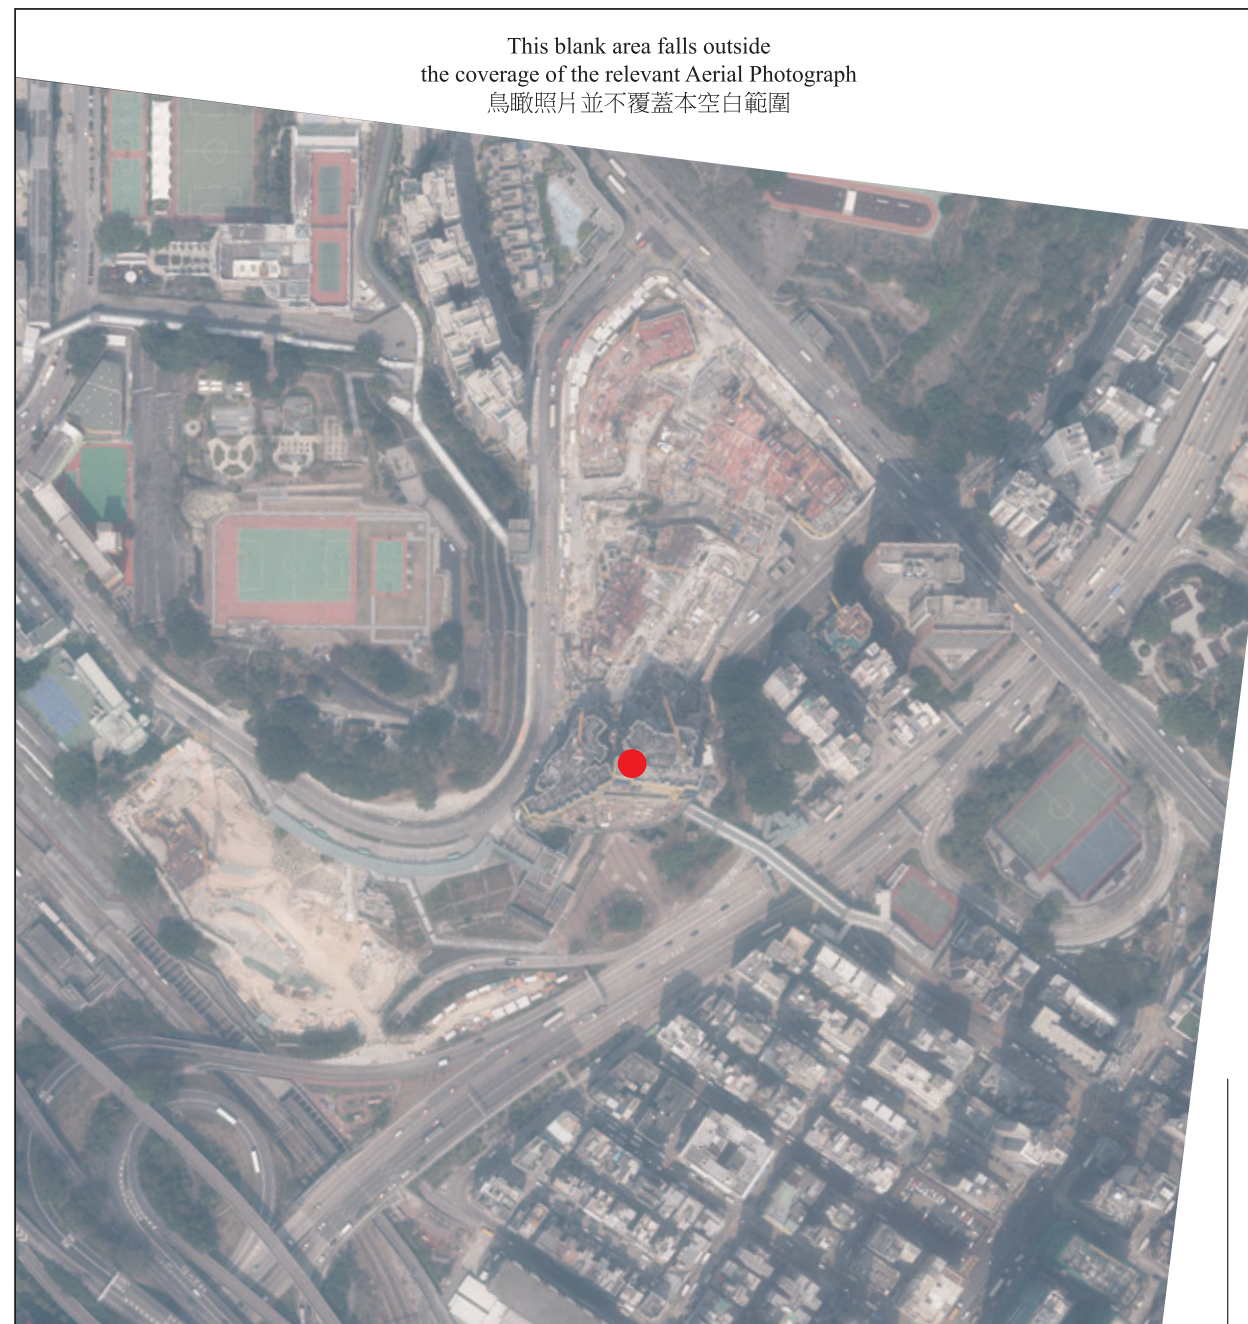 This blank area falls outside
the coverage of the relevant Aerial Photograph
鳥瞰照片並不覆蓋本空白範圍